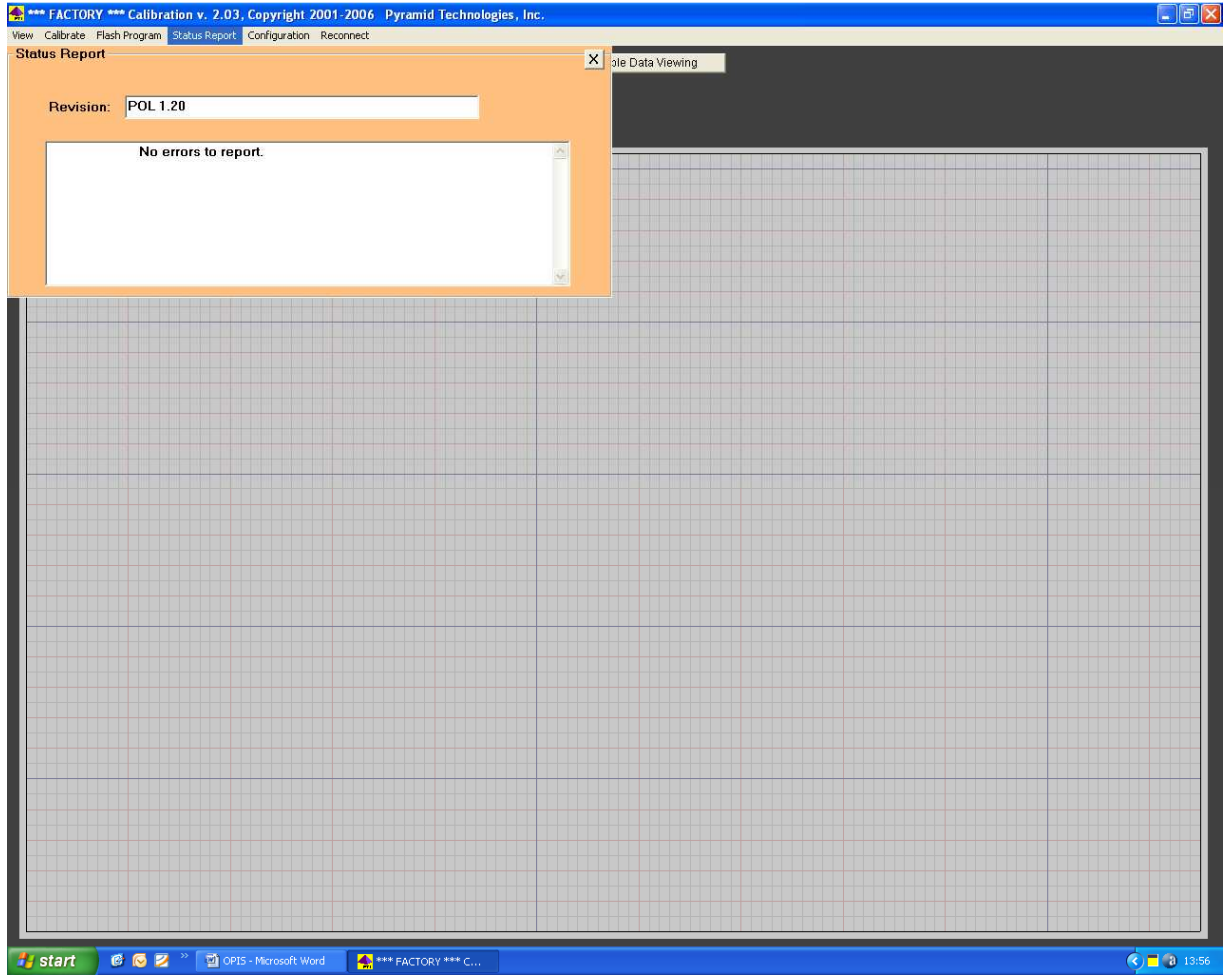 *** FACTORY *** Calibration v. 2.03, Copyright 2001-2006 Pyramid Technologies, Inc.
View Calibrate Flash Program Status Report Configuration Reconnect
Status Report
ble Data Viewing
Revision: POL 1.20
No errors to report.
start OPIS - Microsoft Word *** FACTORY *** C... 13:56